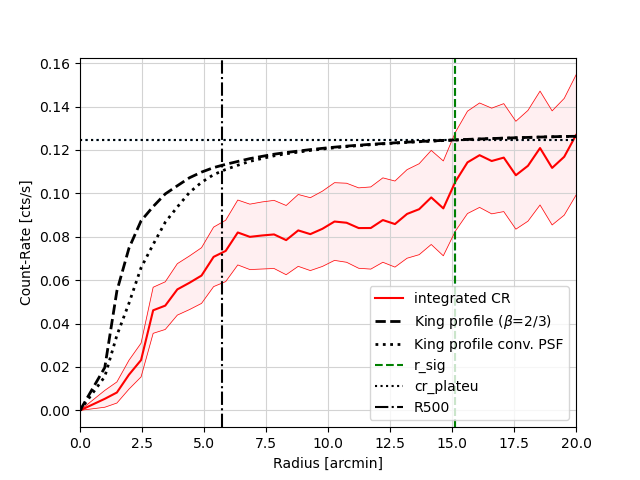 0.16
0.14
0.12
0.10
0.08
0.06
0.04
0.02
0.00
Count-Rate [cts/s]
integrated CR
King profile (β=2/3)
King profile conv. PSF
r_sig
cr_plateu
R500
0.0 2.5 5.0 7.5 10.0 12.5 15.0 17.5 20.0
Radius [arcmin]